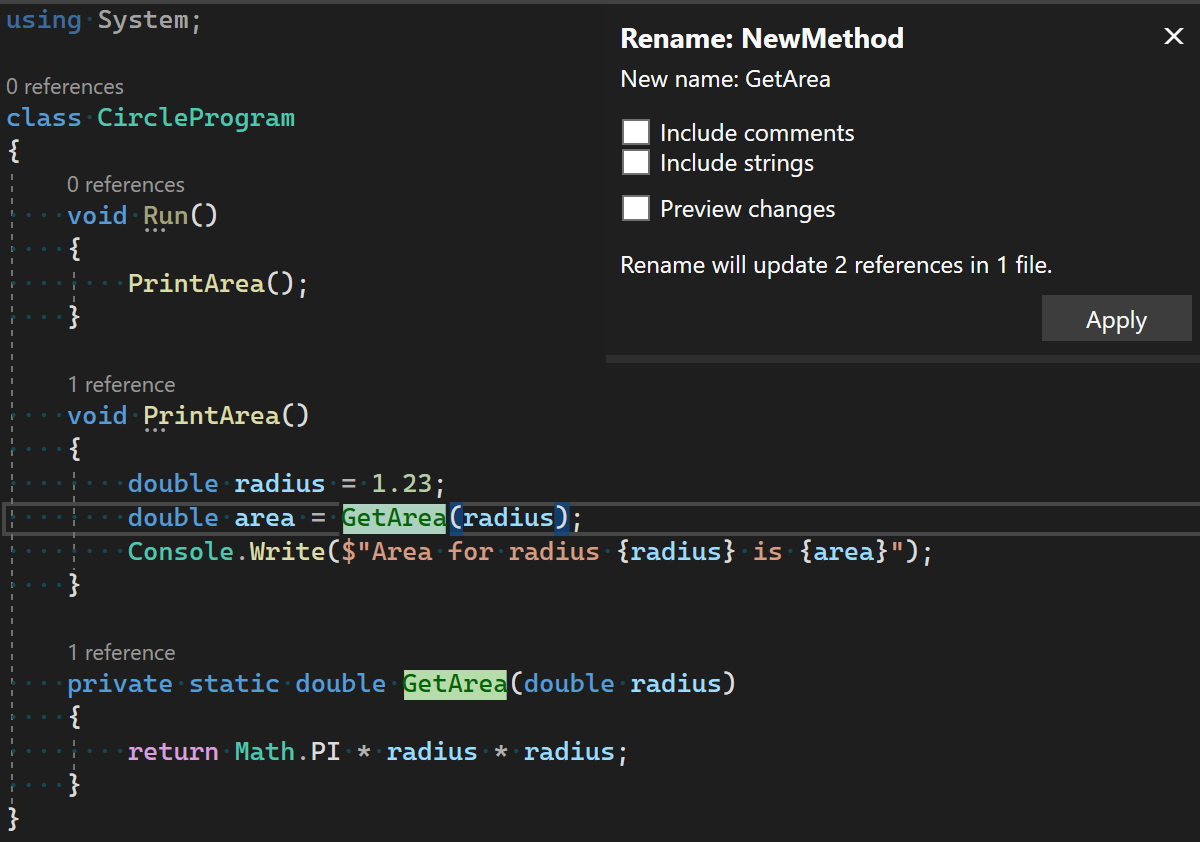 using System;
0 references
class CircleProgram
{
0 references
void Run()
{
PrintArea();
}
1 reference
void PrintArea()
{
double radius = 1.23;
double area = GetArea(radius);
Console.Write($"Area for radius {radius} is {area}");
}
1 reference
private static double GetArea(double radius)
{
return Math.PI * radius * radius;
}
}
Rename: NewMethod
New name: GetArea
Include comments
Include strings
Preview changes
Rename will update 2 references in 1 file.
Apply